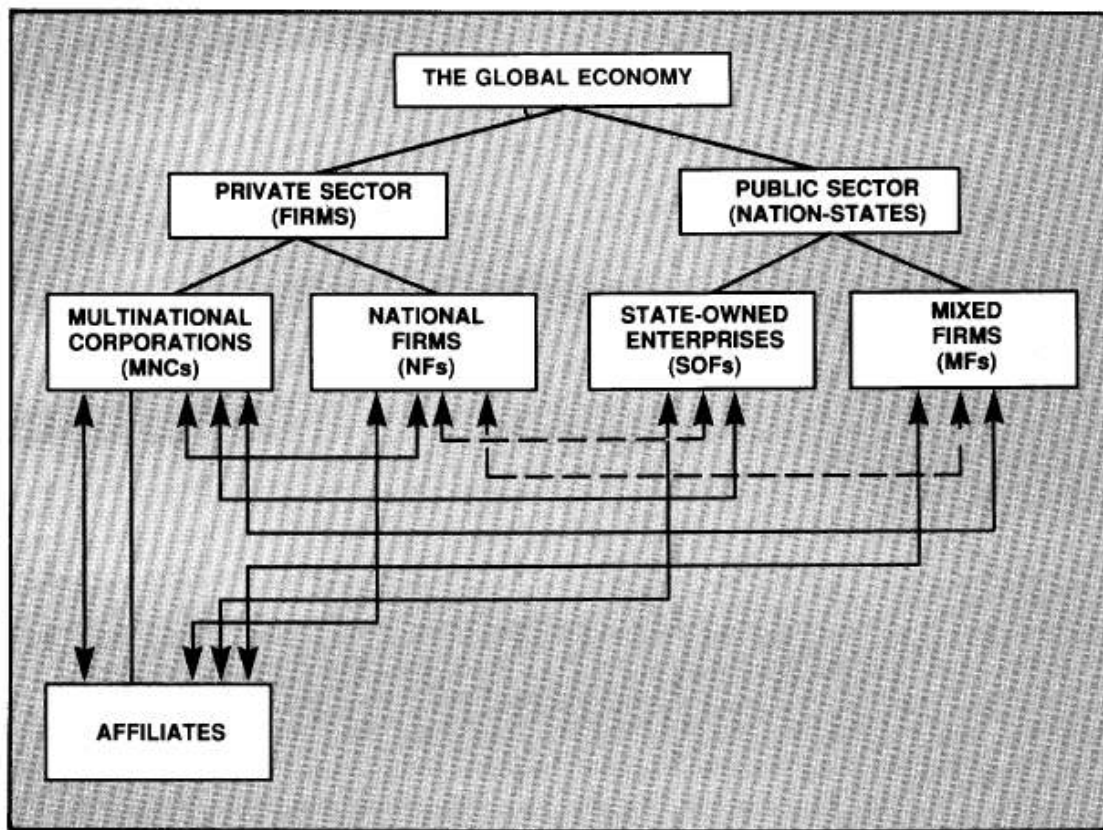 THE GLOBAL ECONOMY
PRIVATE SECTOR
(FIRMS)
PUBLIC SECTOR
(NATION-STATES)
MULTINATIONAL
CORPORATIONS
(MNCs)
NATIONAL
FIRMS
(NFs)
STATE-OWNED
ENTERPRISES
(SOFs)
MIXED
FIRMS
(MFs)
AFFILIATES